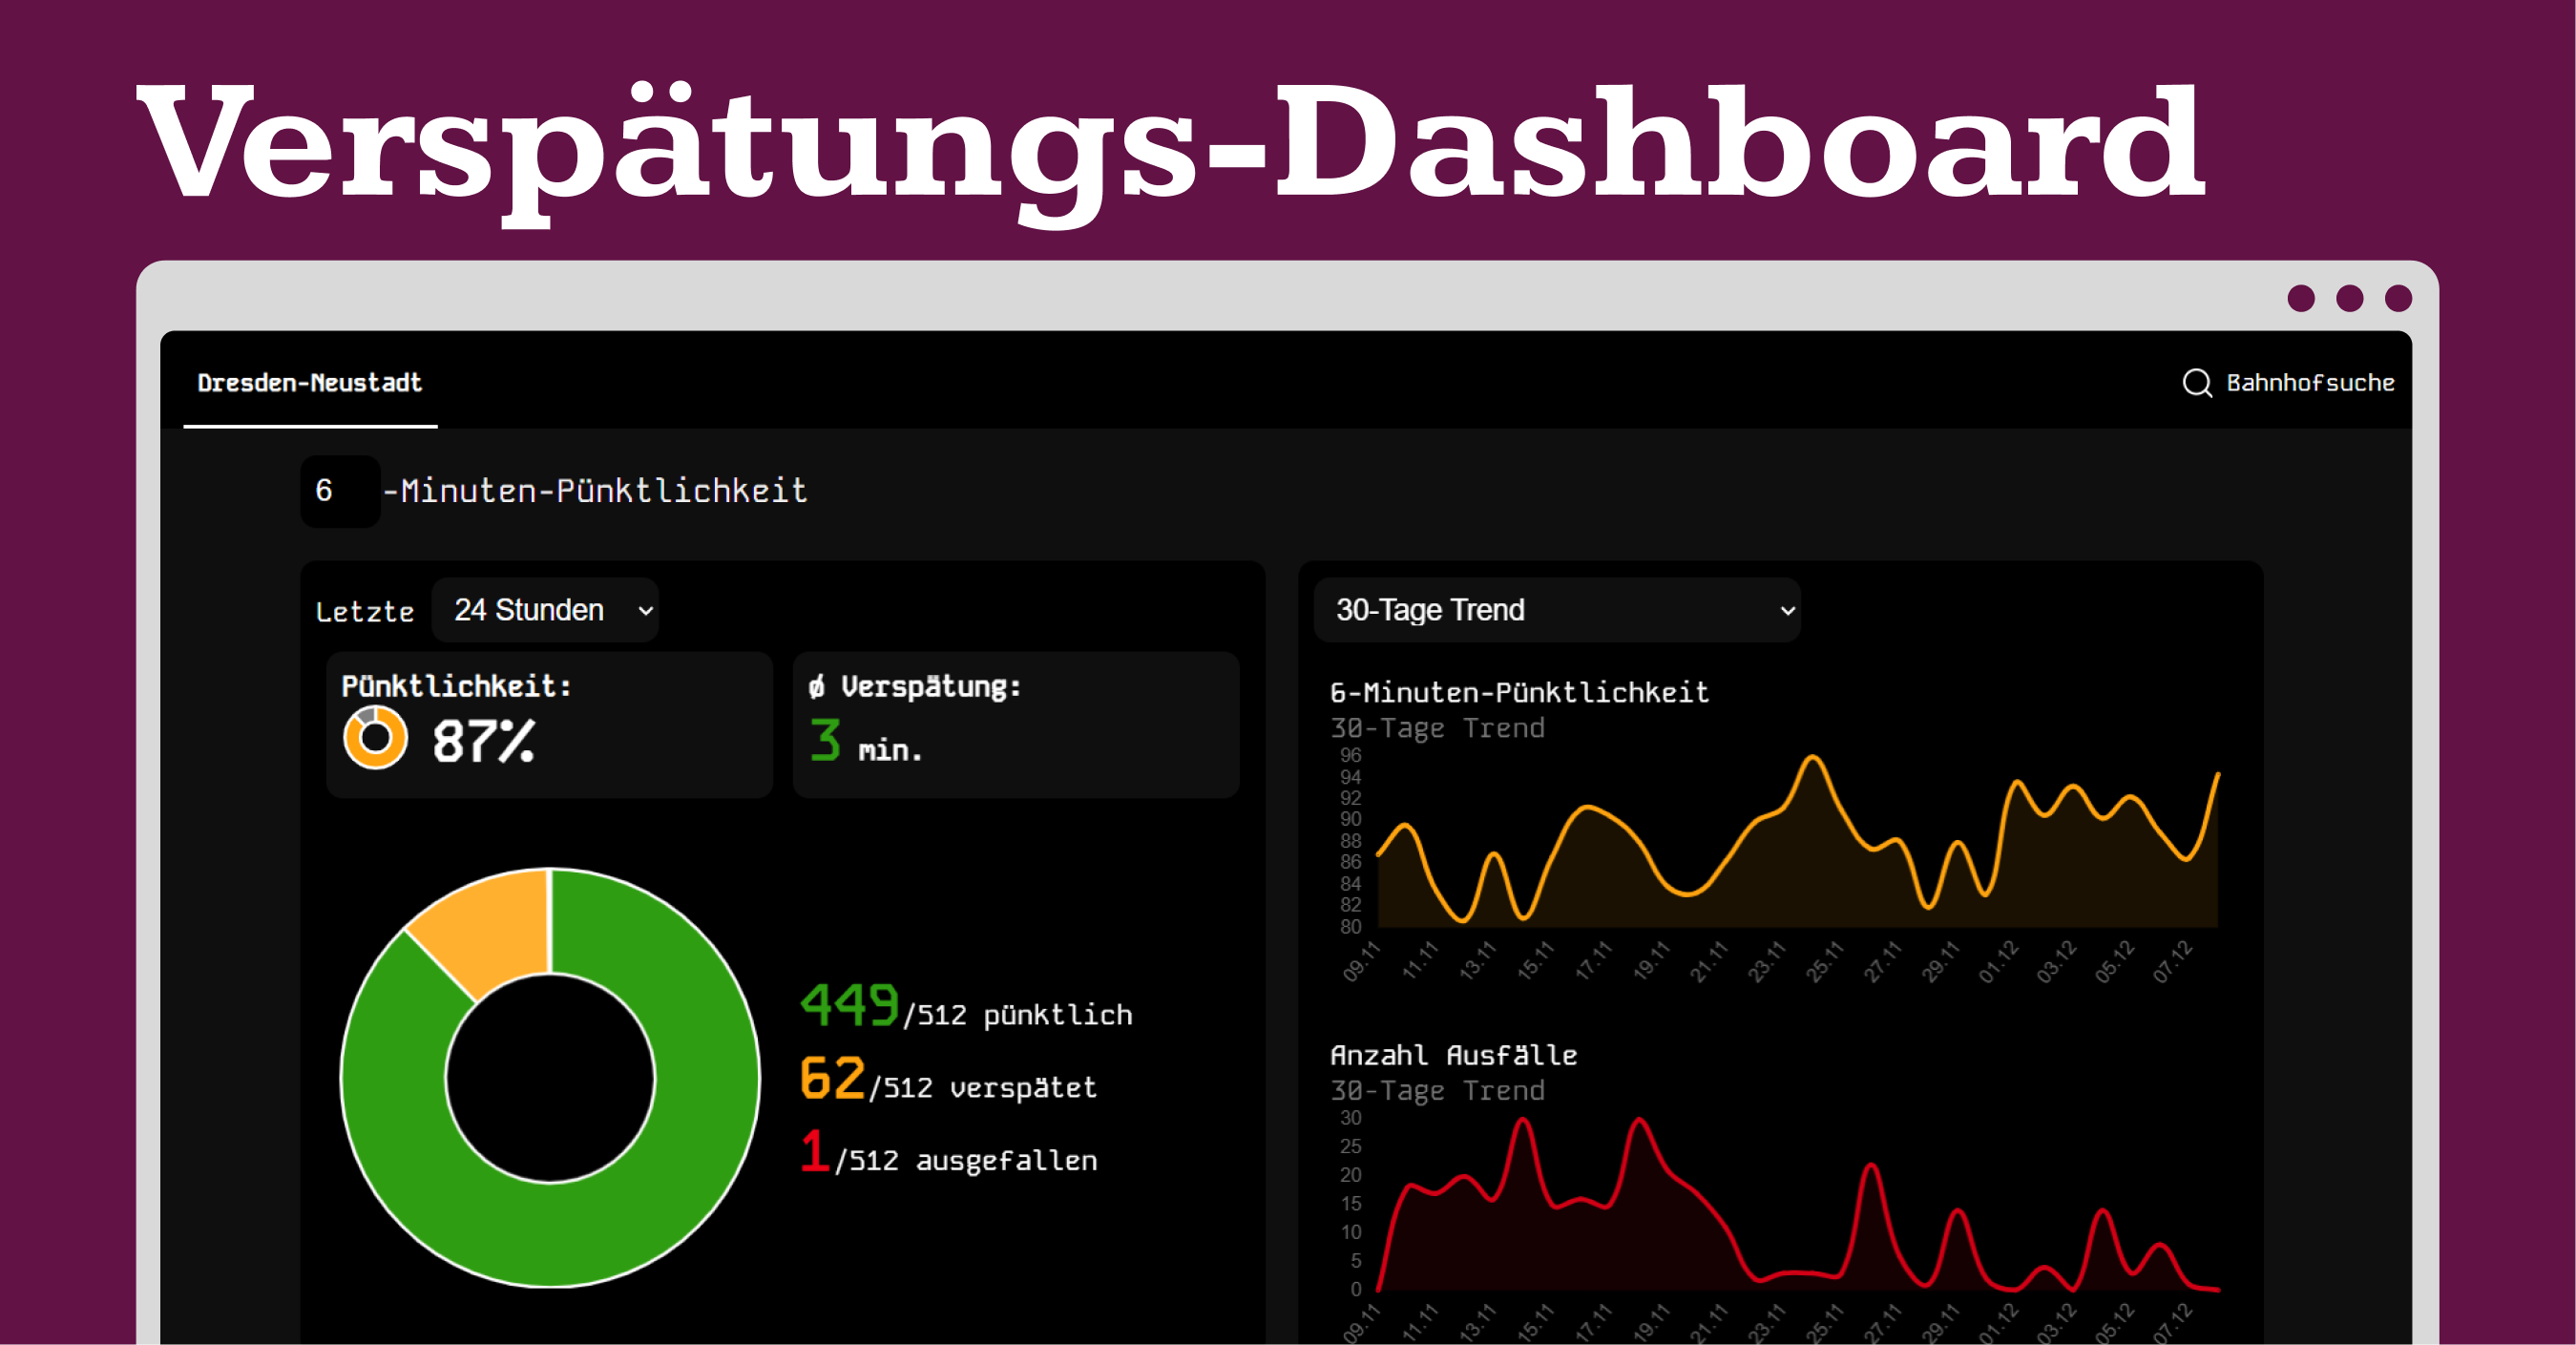 Verspätungs-Dashboard
Dresden-Neustadt
Bahnhofsuche
6 -Minuten-Pünktlichkeit
Letzte 24 Stunden
Pünktlichkeit:
87%
ø Verspätung:
3 min.
449/512 pünktlich
62/512 verspätet
1/512 ausgefallen
30-Tage Trend
6-Minuten-Pünktlichkeit
30-Tage Trend
96
94
92
90
88
86
84
82
80
09.11 11.11 13.11 15.11 17.11 19.11 21.11 23.11 25.11 27.11 29.11 01.12 03.12 05.12 07.12
Anzahl Ausfälle
30-Tage Trend
30
25
20
15
10
5
0
09.11 11.11 13.11 15.11 17.11 19.11 21.11 23.11 25.11 27.11 29.11 01.12 03.12 05.12 07.12